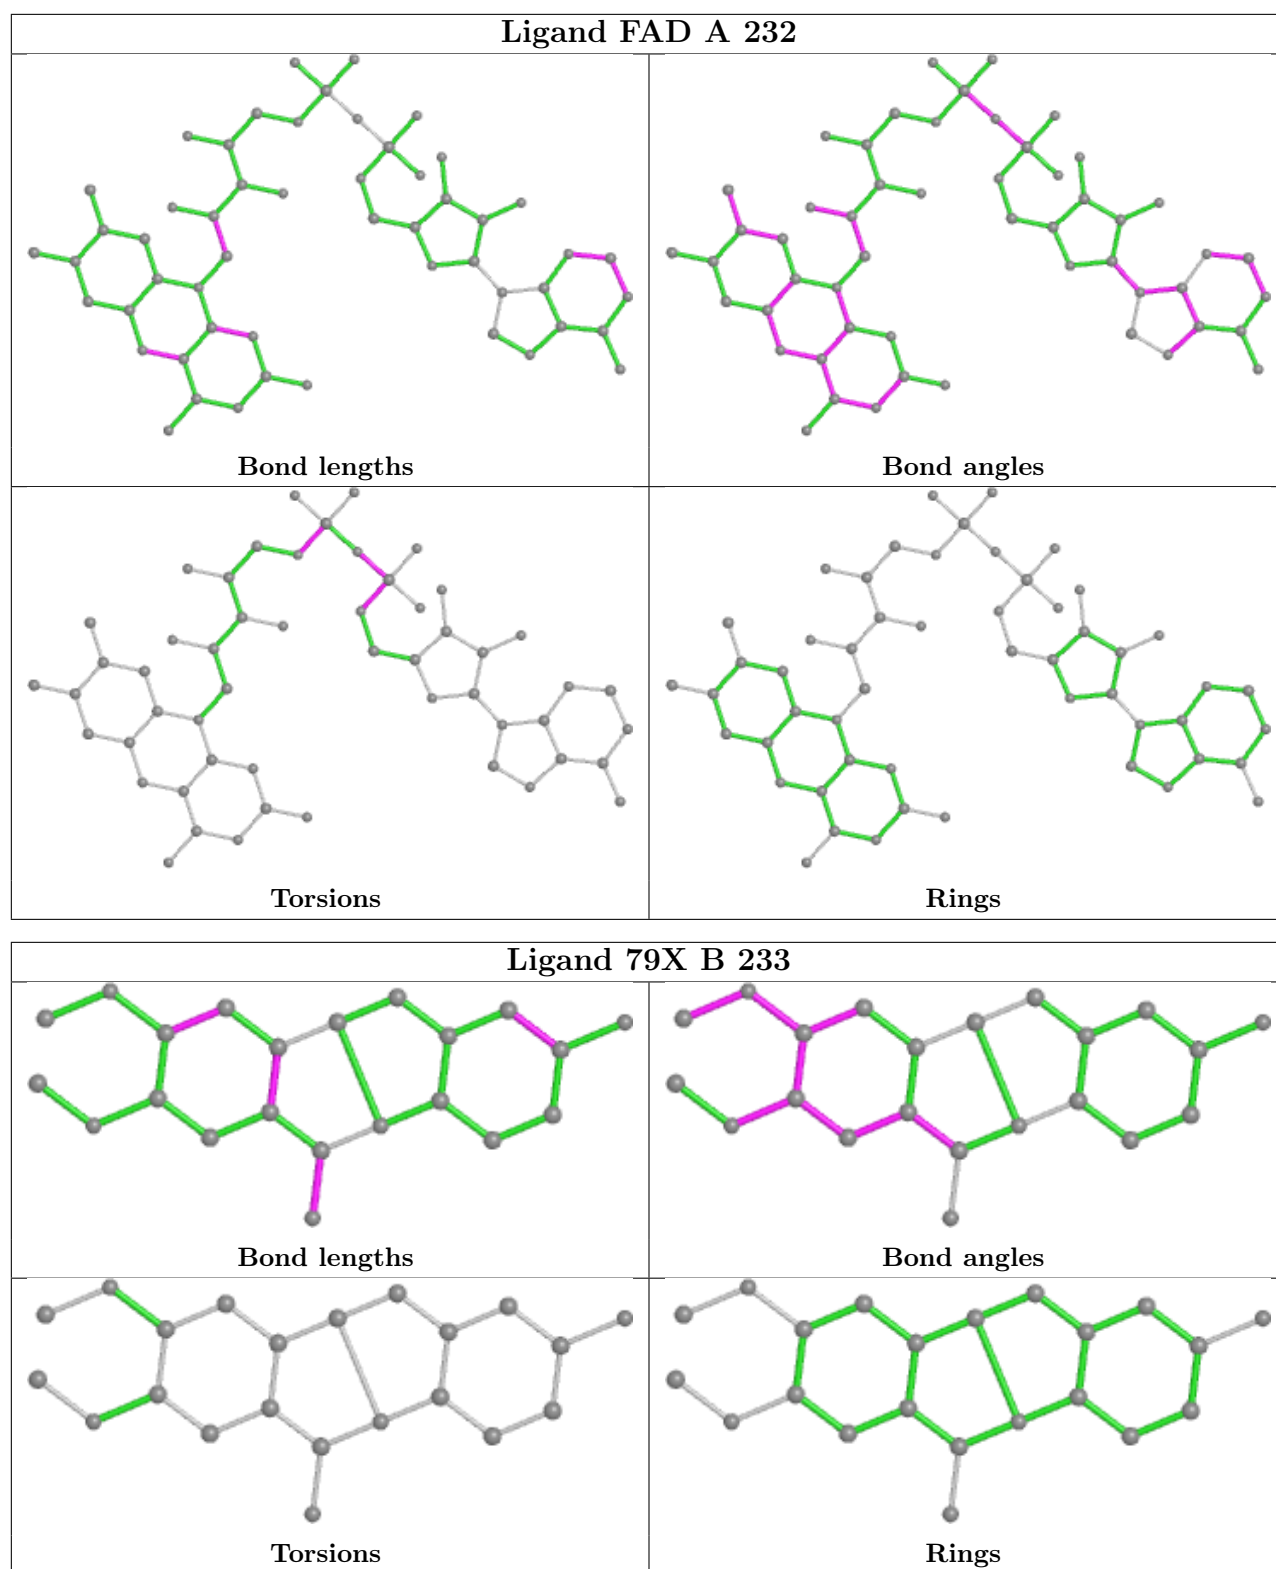 Ligand FAD A 232
Bond lengths
Bond angles
Torsions
Rings
Ligand 79X B 233
Bond lengths
Bond angles
Torsions
Rings